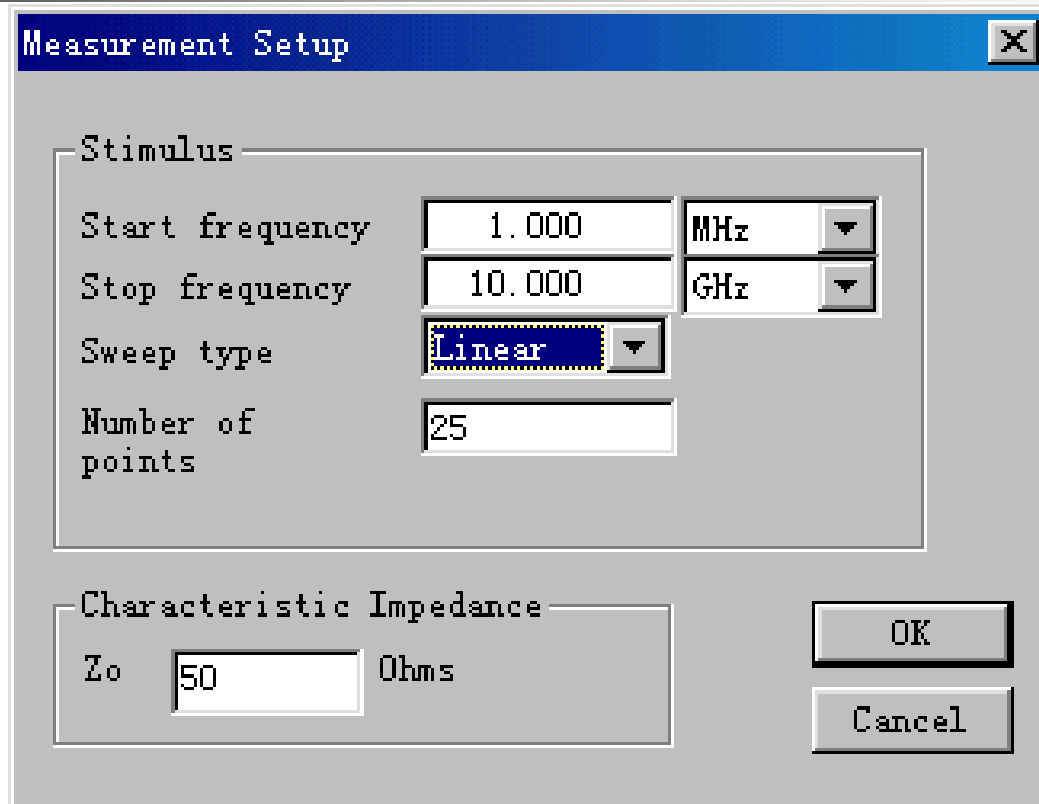 Measurement Setup
Stimulus
Start frequency 1.000 MHz
Stop frequency 10.000 GHz
Sweep type Linear
Number of
points
25
Characteristic Impedance
Zo 50 Ohms
OK
Cancel